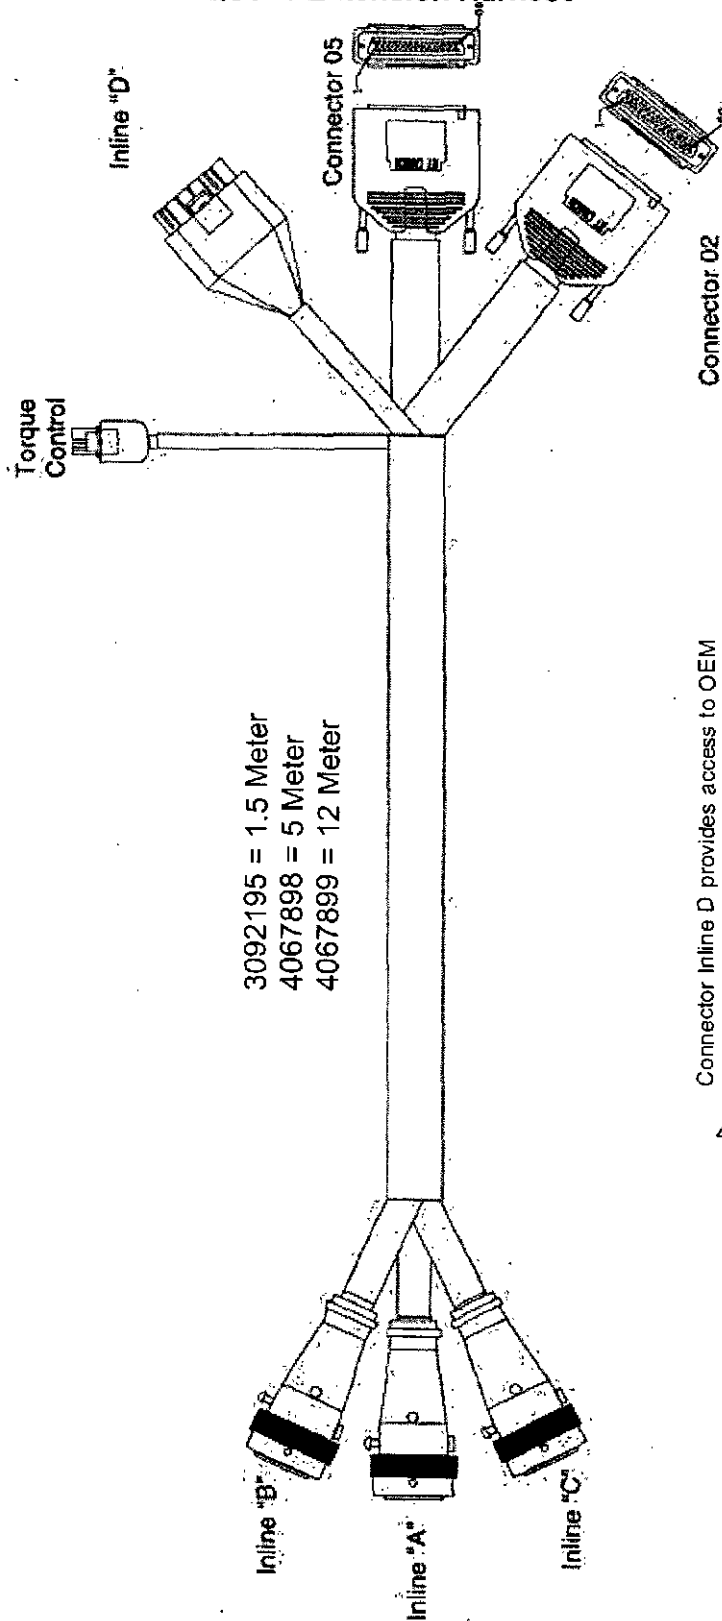 Torque
Control
Inline "D"
Connector 05
Connector 02
3092195 = 1.5 Meter
4067898 = 5 Meter
4067899 = 12 Meter
Inline "B"
Inline "A"
Inline "C"
Connector Inline D provides access to OEM